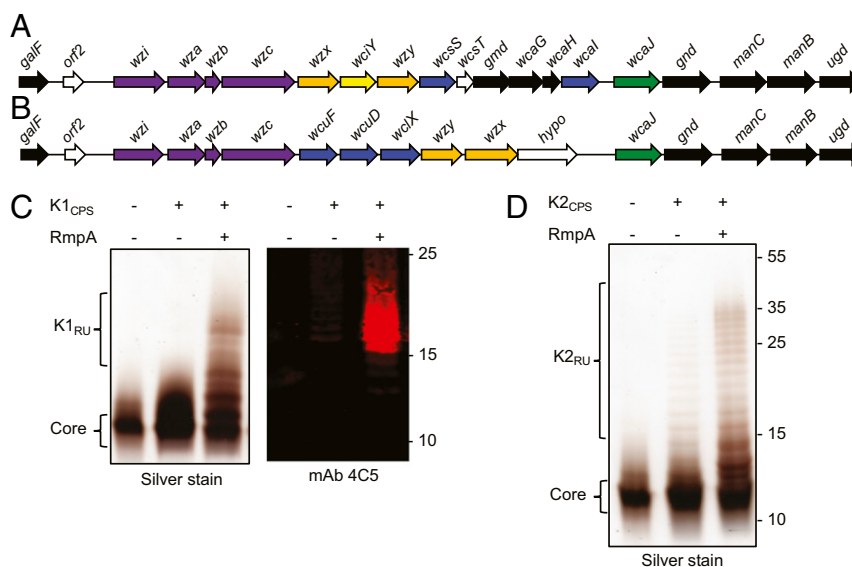 A
galF orf2 wzi wza wzb wzc wzx wciY wzy wcsS wcsT gmd wcaG wcaH wcaI wcaJ gnd manC manB ugd
B
galF orf2 wzi wza wzb wzc wcuF wcuD wclX wzy wzx hypo wcaJ gnd manC manB ugd
C
K1CPS - + + - + +
RmpA - - + - - +
K1RU
Core
- 25
- 15
- 10
Silver stain
mAb 4C5
D
K2CPS - + +
RmpA - - +
K2RU
Core
- 55
- 35
- 25
- 15
- 10
Silver stain